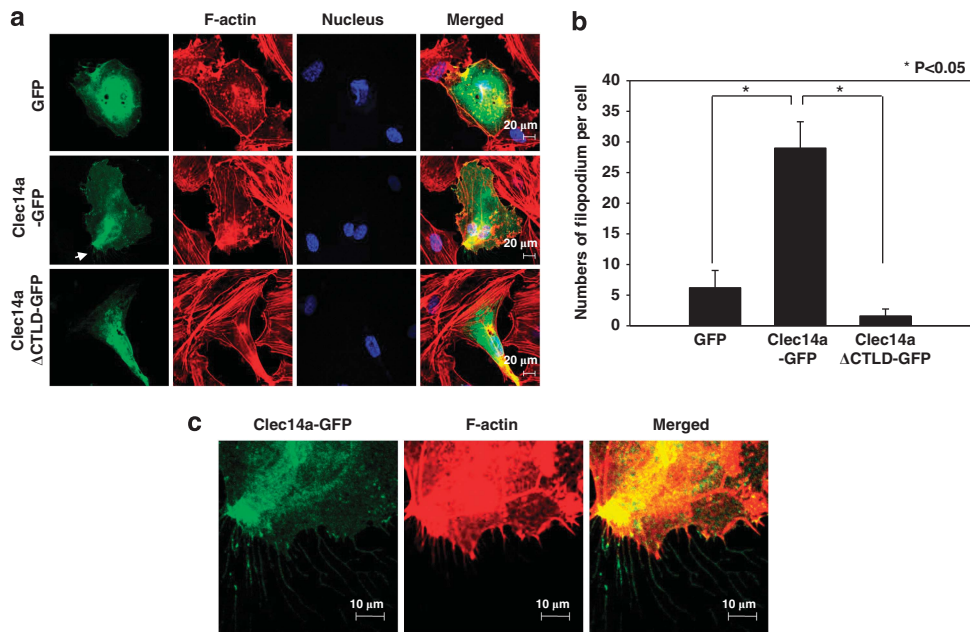 a
F-actin Nucleus Merged
GFP
20 µm
Clec14a
-GFP
20 µm
Clec14a
ΔCTLD-GFP
20 µm
b
* P<0.05
Numbers of filopodium per cell
40
35
30
25
20
15
10
5
0
* *
GFP Clec14a Clec14a
-GFP ΔCTLD-GFP
c
Clec14a-GFP F-actin Merged
10 µm 10 µm 10 µm